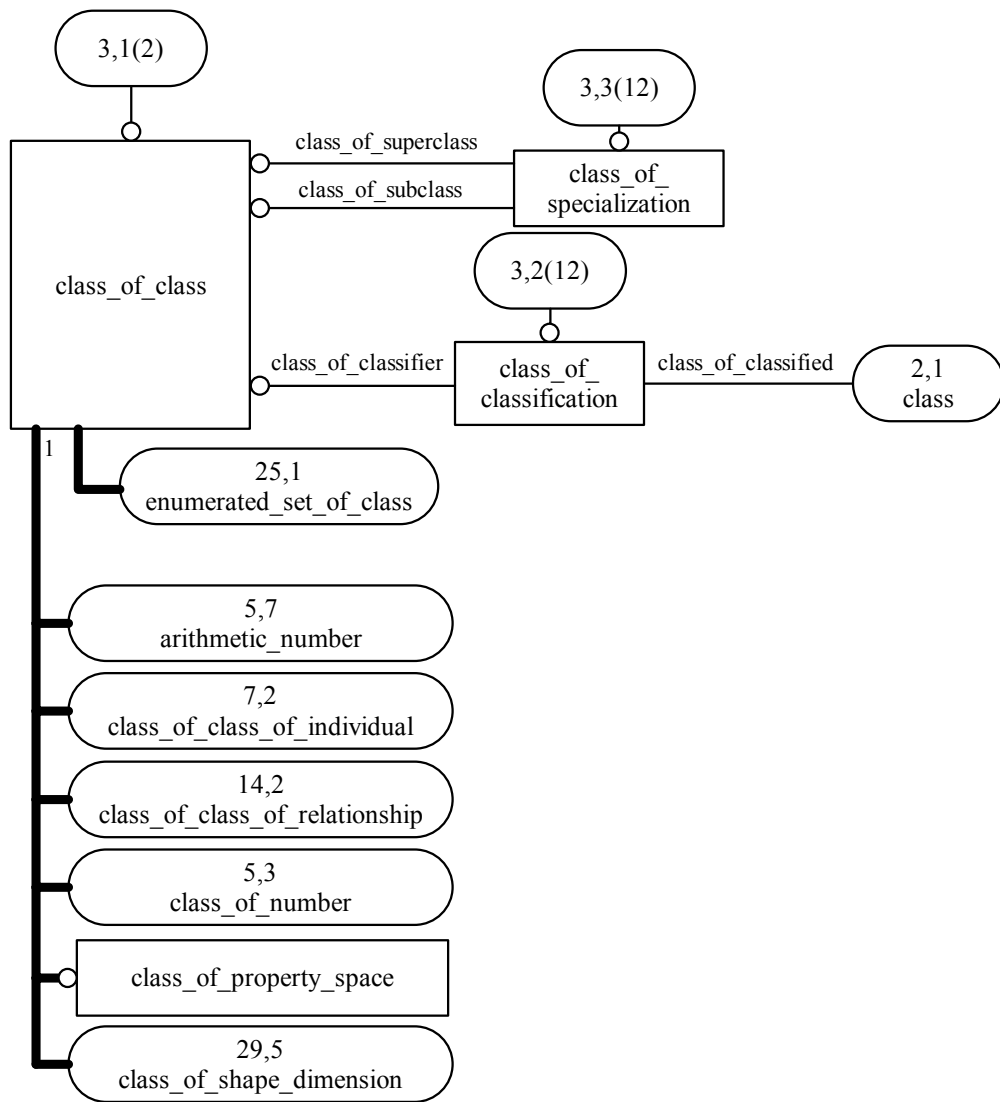 3,1(2)
3,3(12)
class_of_superclass
class_of_
specialization
class_of_subclass
3,2(12)
class_of_class
class_of_classifier
class_of_
classification
class_of_classified
2,1
class
1
25,1
enumerated_set_of_class
5,7
arithmetic_number
7,2
class_of_class_of_individual
14,2
class_of_class_of_relationship
5,3
class_of_number
class_of_property_space
29,5
class_of_shape_dimension